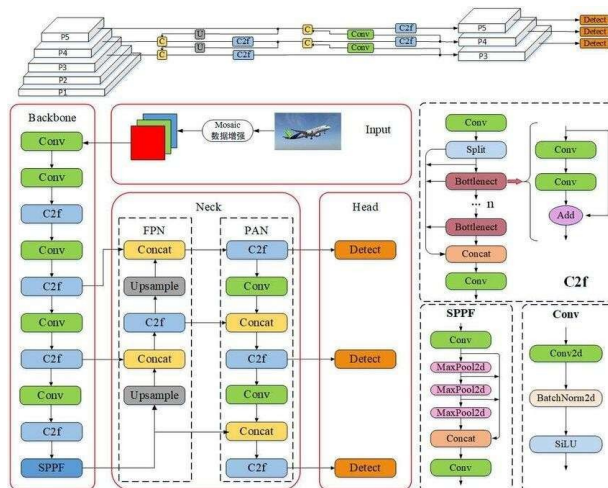 P5
P4
P3
P2
P1
C
U
C
C2f
U
C
C2f
C
C2f
Conv
C
C2f
Conv
P5
P4
P3
Detect
Detect
Detect
Backbone
Conv
Conv
C2f
Conv
C2f
Conv
C2f
Conv
C2f
SPPF
Mosaic
数据增强
Input
Neck
FPN
Concat
Upsample
C2f
Concat
Upsample
PAN
C2f
Conv
Concat
C2f
Conv
Concat
C2f
Head
Detect
Detect
Detect
Conv
Split
Bottlenect
... n
Bottlenect
Concat
Conv
Conv
Conv
Add
C2f
SPPF
Conv
MaxPool2d
MaxPool2d
MaxPool2d
Concat
Conv
Conv
Conv2d
BatchNorm2d
SiLU